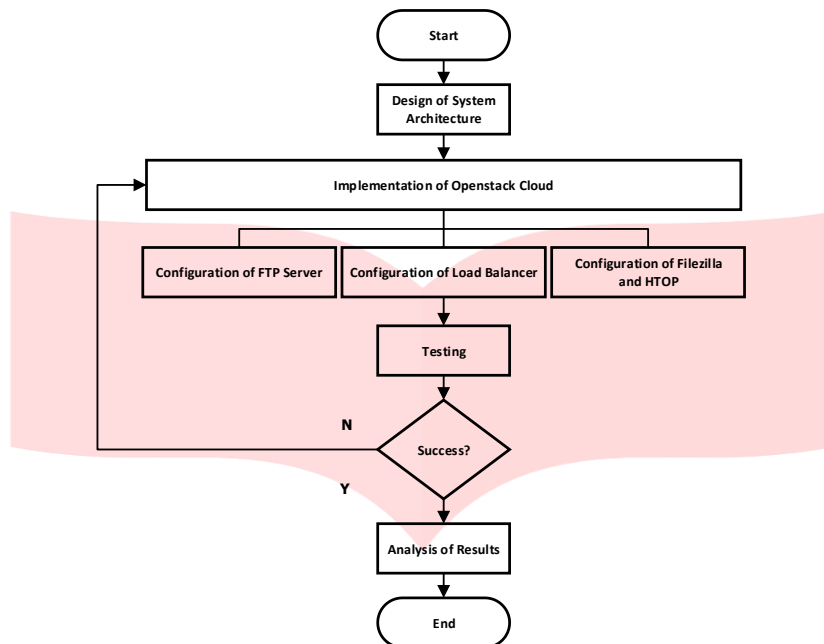 Start
Design of System
Architecture
Implementation of Openstack Cloud
Configuration of FTP Server
Configuration of Load Balancer
Configuration of Filezilla
and HTOP
Testing
N
Success?
Y
Analysis of Results
End